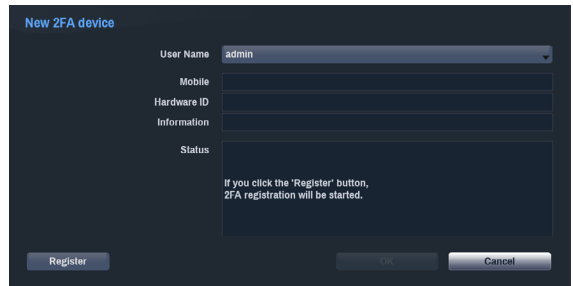 New 2FA device
User Name
admin
Mobile
Hardware ID
Information
Status
If you click the 'Register' button,
2FA registration will be started.
Register
OK
Cancel